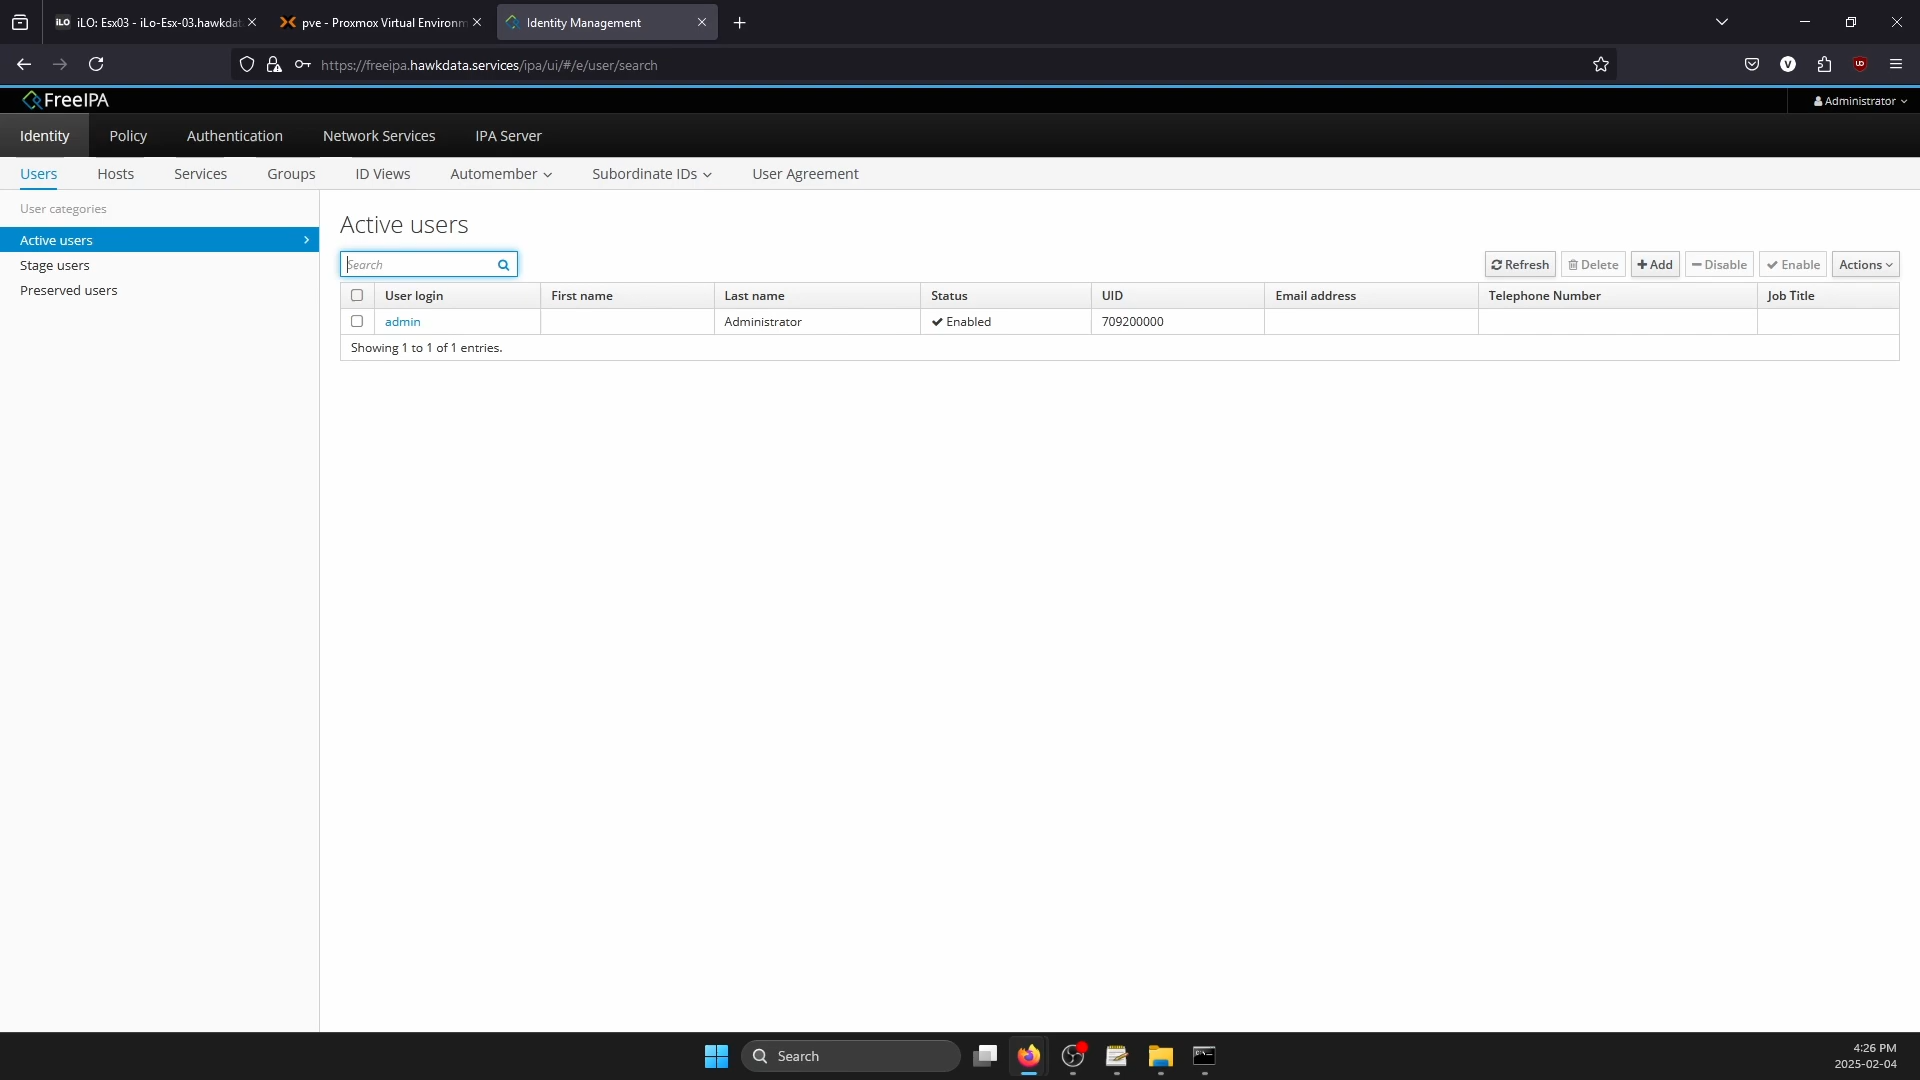 iLO: Esx03 - iLo-Esx-03.hawkdat
pve - Proxmox Virtual Environm
Identity Management
https://freeipa.hawkdata.services/ipa/ui/#/e/user/search
FreeIPA
Administrator
Identity Policy Authentication Network Services IPA Server
Users Hosts Services Groups ID Views Automember Subordinate IDs User Agreement
User categories
Active users
Stage users
Preserved users
Active users
Search
Refresh Delete Add Disable Enable Actions
User login First name Last name Status UID Email address Telephone Number Job Title
admin Administrator Enabled 709200000
Showing 1 to 1 of 1 entries.
Search
4:26 PM
2025-02-04